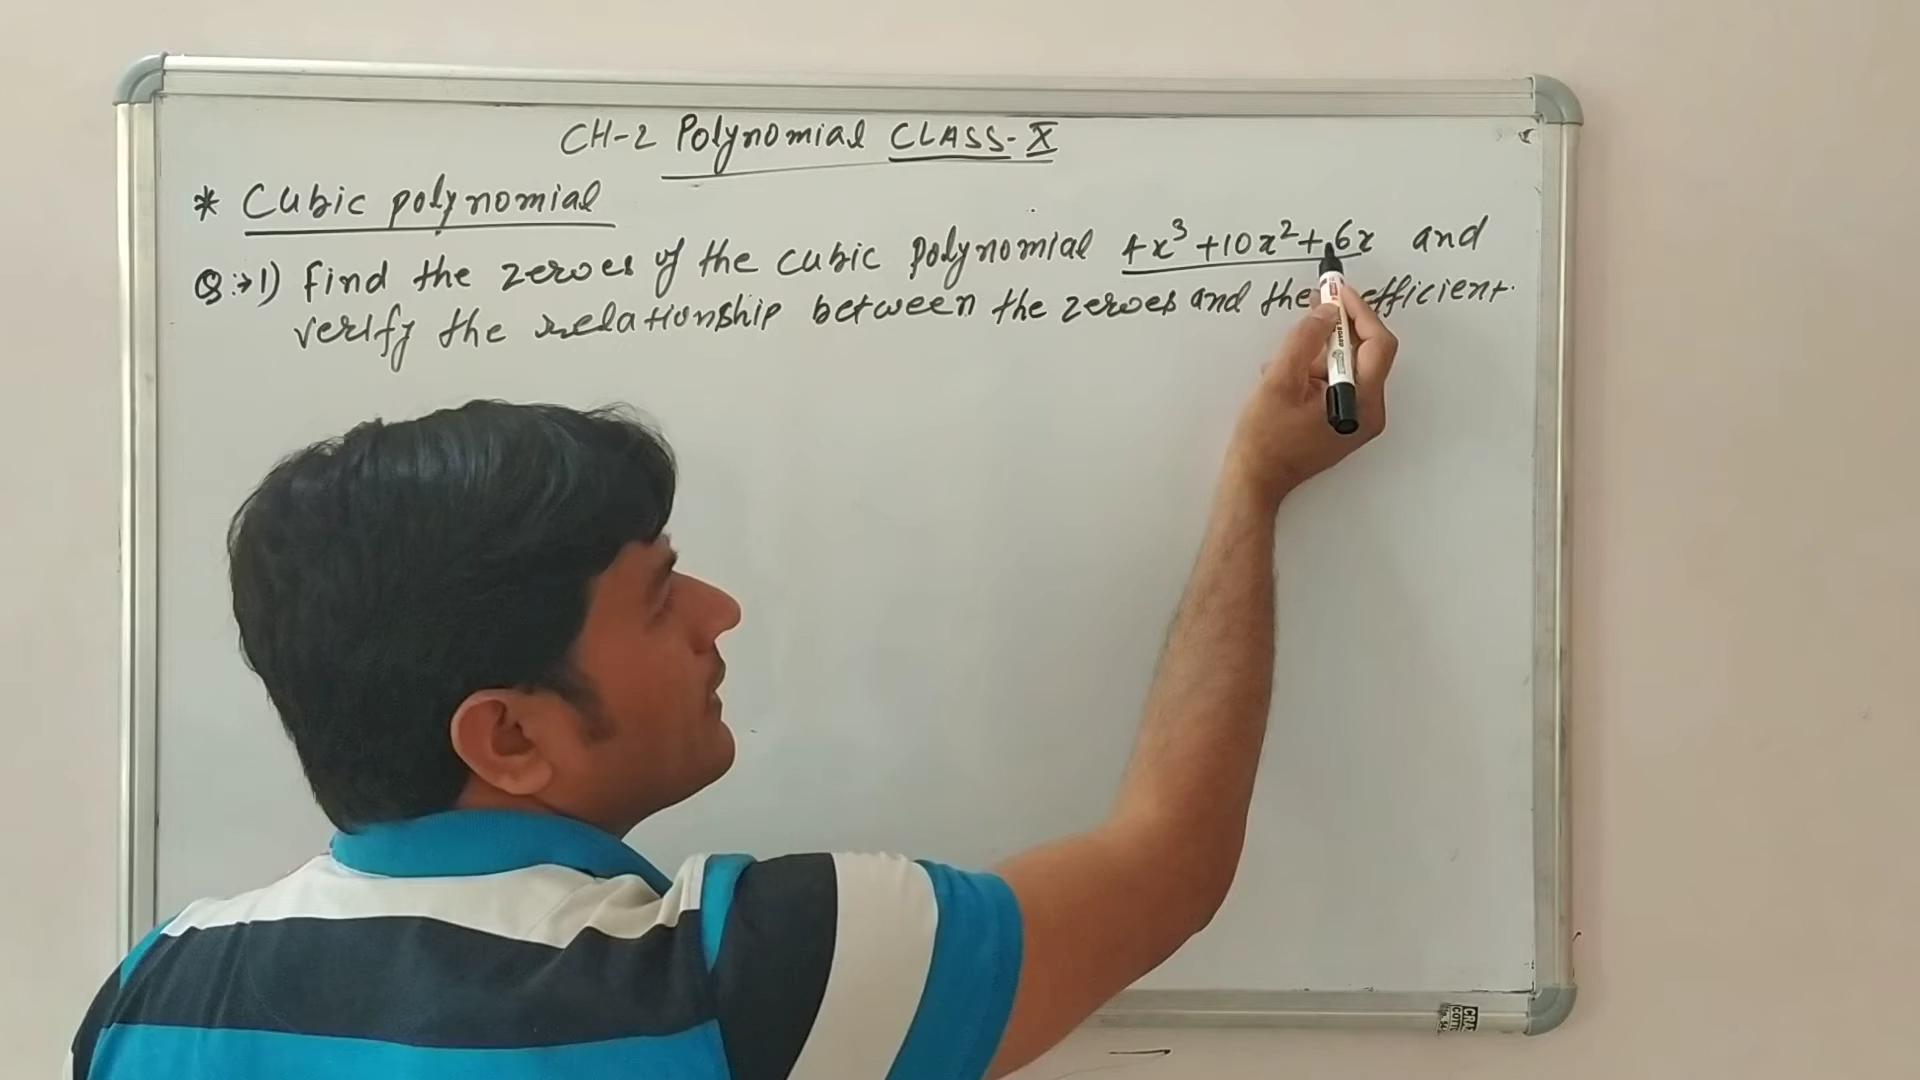 CH-2 Polynomial CLASS-X
* Cubic polynomial
Q:→1) find the zeroes of the cubic polynomial 4x³ +10x²+6x and
verify the relationship between the zeroes and the efficient.